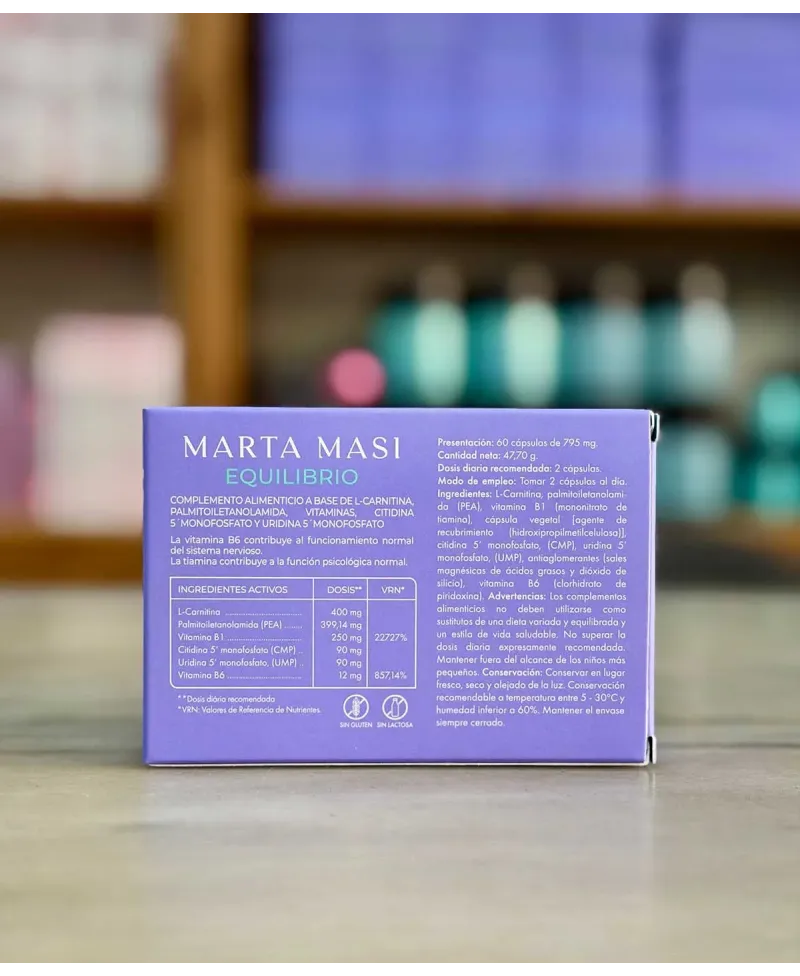 MARTA MASI
EQUILIBRIO
COMPLEMENTO ALIMENTICIO A BASE DE L-CARNITINA,
PALMITOILETANOLAMIDA, VITAMINAS, CITIDINA
5´MONOFOSFATO Y URIDINA 5´MONOFOSFATO
La vitamina B6 contribuye al funcionamiento normal
del sistema nervioso.
La tiamina contribuye a la función psicológica normal.
INGREDIENTES ACTIVOS DOSIS** VRN*
L-Carnitina ........................... 400 mg
Palmitoiletanolamida (PEA) ...... 399,14 mg
Vitamina B1 .......................... 250 mg 22727%
Citidina 5' monofosfato (CMP) .. 90 mg
Uridina 5' monofosfato, (UMP) .. 90 mg
Vitamina B6 .......................... 12 mg 857,14%
**Dosis diária recomendada
*VRN: Valores de Referencia de Nutrientes.
SIN GLUTEN SIN LACTOSA
Presentación: 60 cápsulas de 795 mg.
Cantidad neta: 47,70 g.
Dosis diaria recomendada: 2 cápsulas.
Modo de empleo: Tomar 2 cápsulas al día.
Ingredientes: L-Carnitina, palmitoiletanolami-
da (PEA), vitamina B1 (mononitrato de
tiamina), cápsula vegetal [agente de
recubrimiento (hidroxipropilmetilcelulosa)],
citidina 5' monofosfato, (CMP), uridina 5'
monofosfato, (UMP), antiaglomerantes (sales
magnésicas de ácidos grasos y dióxido de
silicio), vitamina B6 (clorhidrato de
piridoxina). Advertencias: Los complementos
alimenticios no deben utilizarse como
sustitutos de una dieta variada y equilibrada y
un estilo de vida saludable. No superar la
dosis diaria expresamente recomendada.
Mantener fuera del alcance de los niños más
pequeños. Conservación: Conservar en lugar
fresco, seco y alejado de la luz. Conservación
recomendable a temperatura entre 5 - 30°C y
humedad inferior a 60%. Mantener el envase
siempre cerrado.